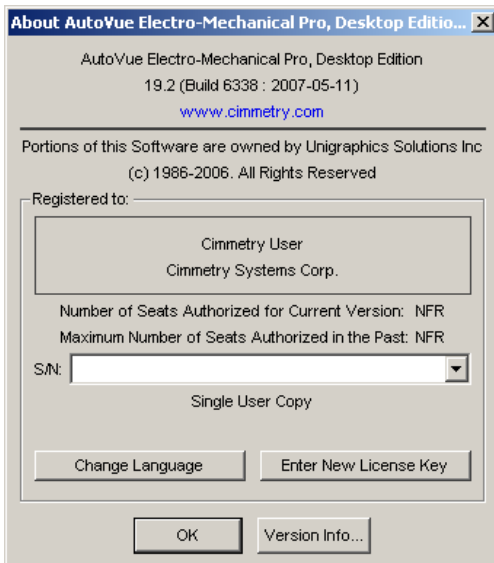 About AutoVue Electro-Mechanical Pro, Desktop Editio...
AutoVue Electro-Mechanical Pro, Desktop Edition
19.2 (Build 6338 : 2007-05-11)
www.cimmetry.com
Portions of this Software are owned by Unigraphics Solutions Inc
(c) 1986-2006. All Rights Reserved
Registered to:
Cimmetry User
Cimmetry Systems Corp.
Number of Seats Authorized for Current Version: NFR
Maximum Number of Seats Authorized in the Past: NFR
S/N:
Single User Copy
Change Language Enter New License Key
OK Version Info...